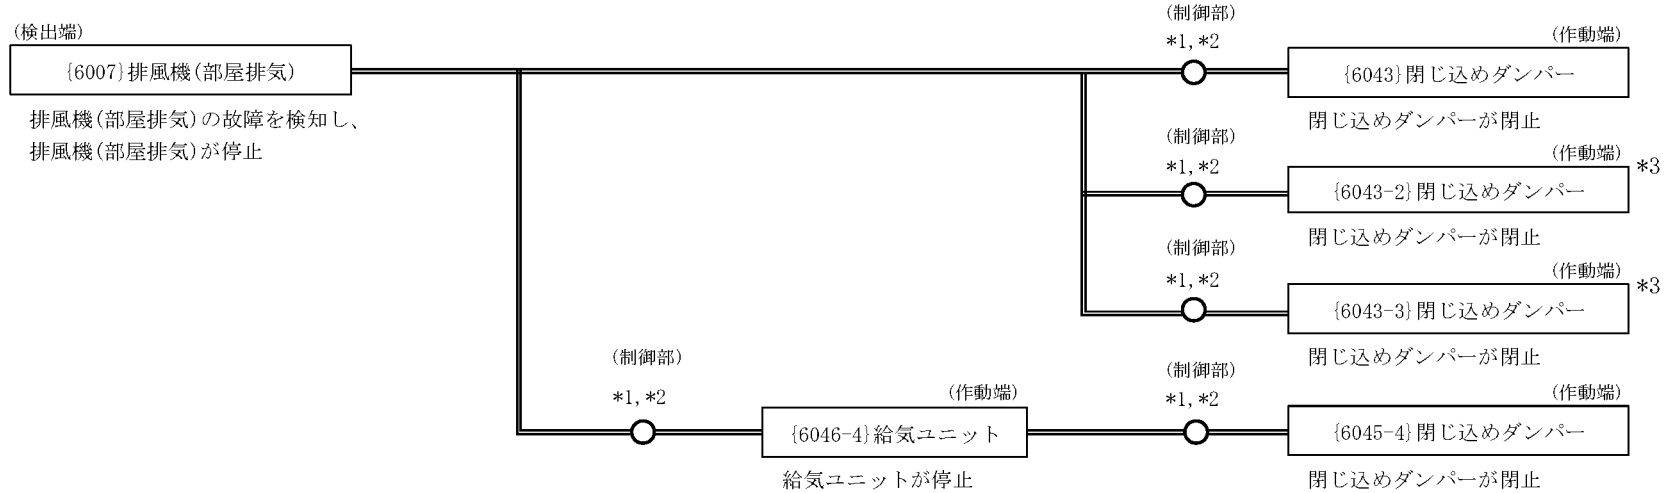 (検出端)
{6007}排風機(部屋排気)
排風機(部屋排気)の故障を検知し、
排風機(部屋排気)が停止
(制御部)
*1, *2
(作動端)
{6043}閉じ込めダンパー
閉じ込めダンパーが閉止
(制御部)
*1, *2
(作動端)
*3
{6043-2}閉じ込めダンパー
閉じ込めダンパーが閉止
(制御部)
*1, *2
(作動端)
*3
{6043-3}閉じ込めダンパー
閉じ込めダンパーが閉止
(制御部)
*1, *2
(作動端)
{6046-4}給気ユニット
給気ユニットが停止
(制御部)
*1, *2
(作動端)
{6045-4}閉じ込めダンパー
閉じ込めダンパーが閉止